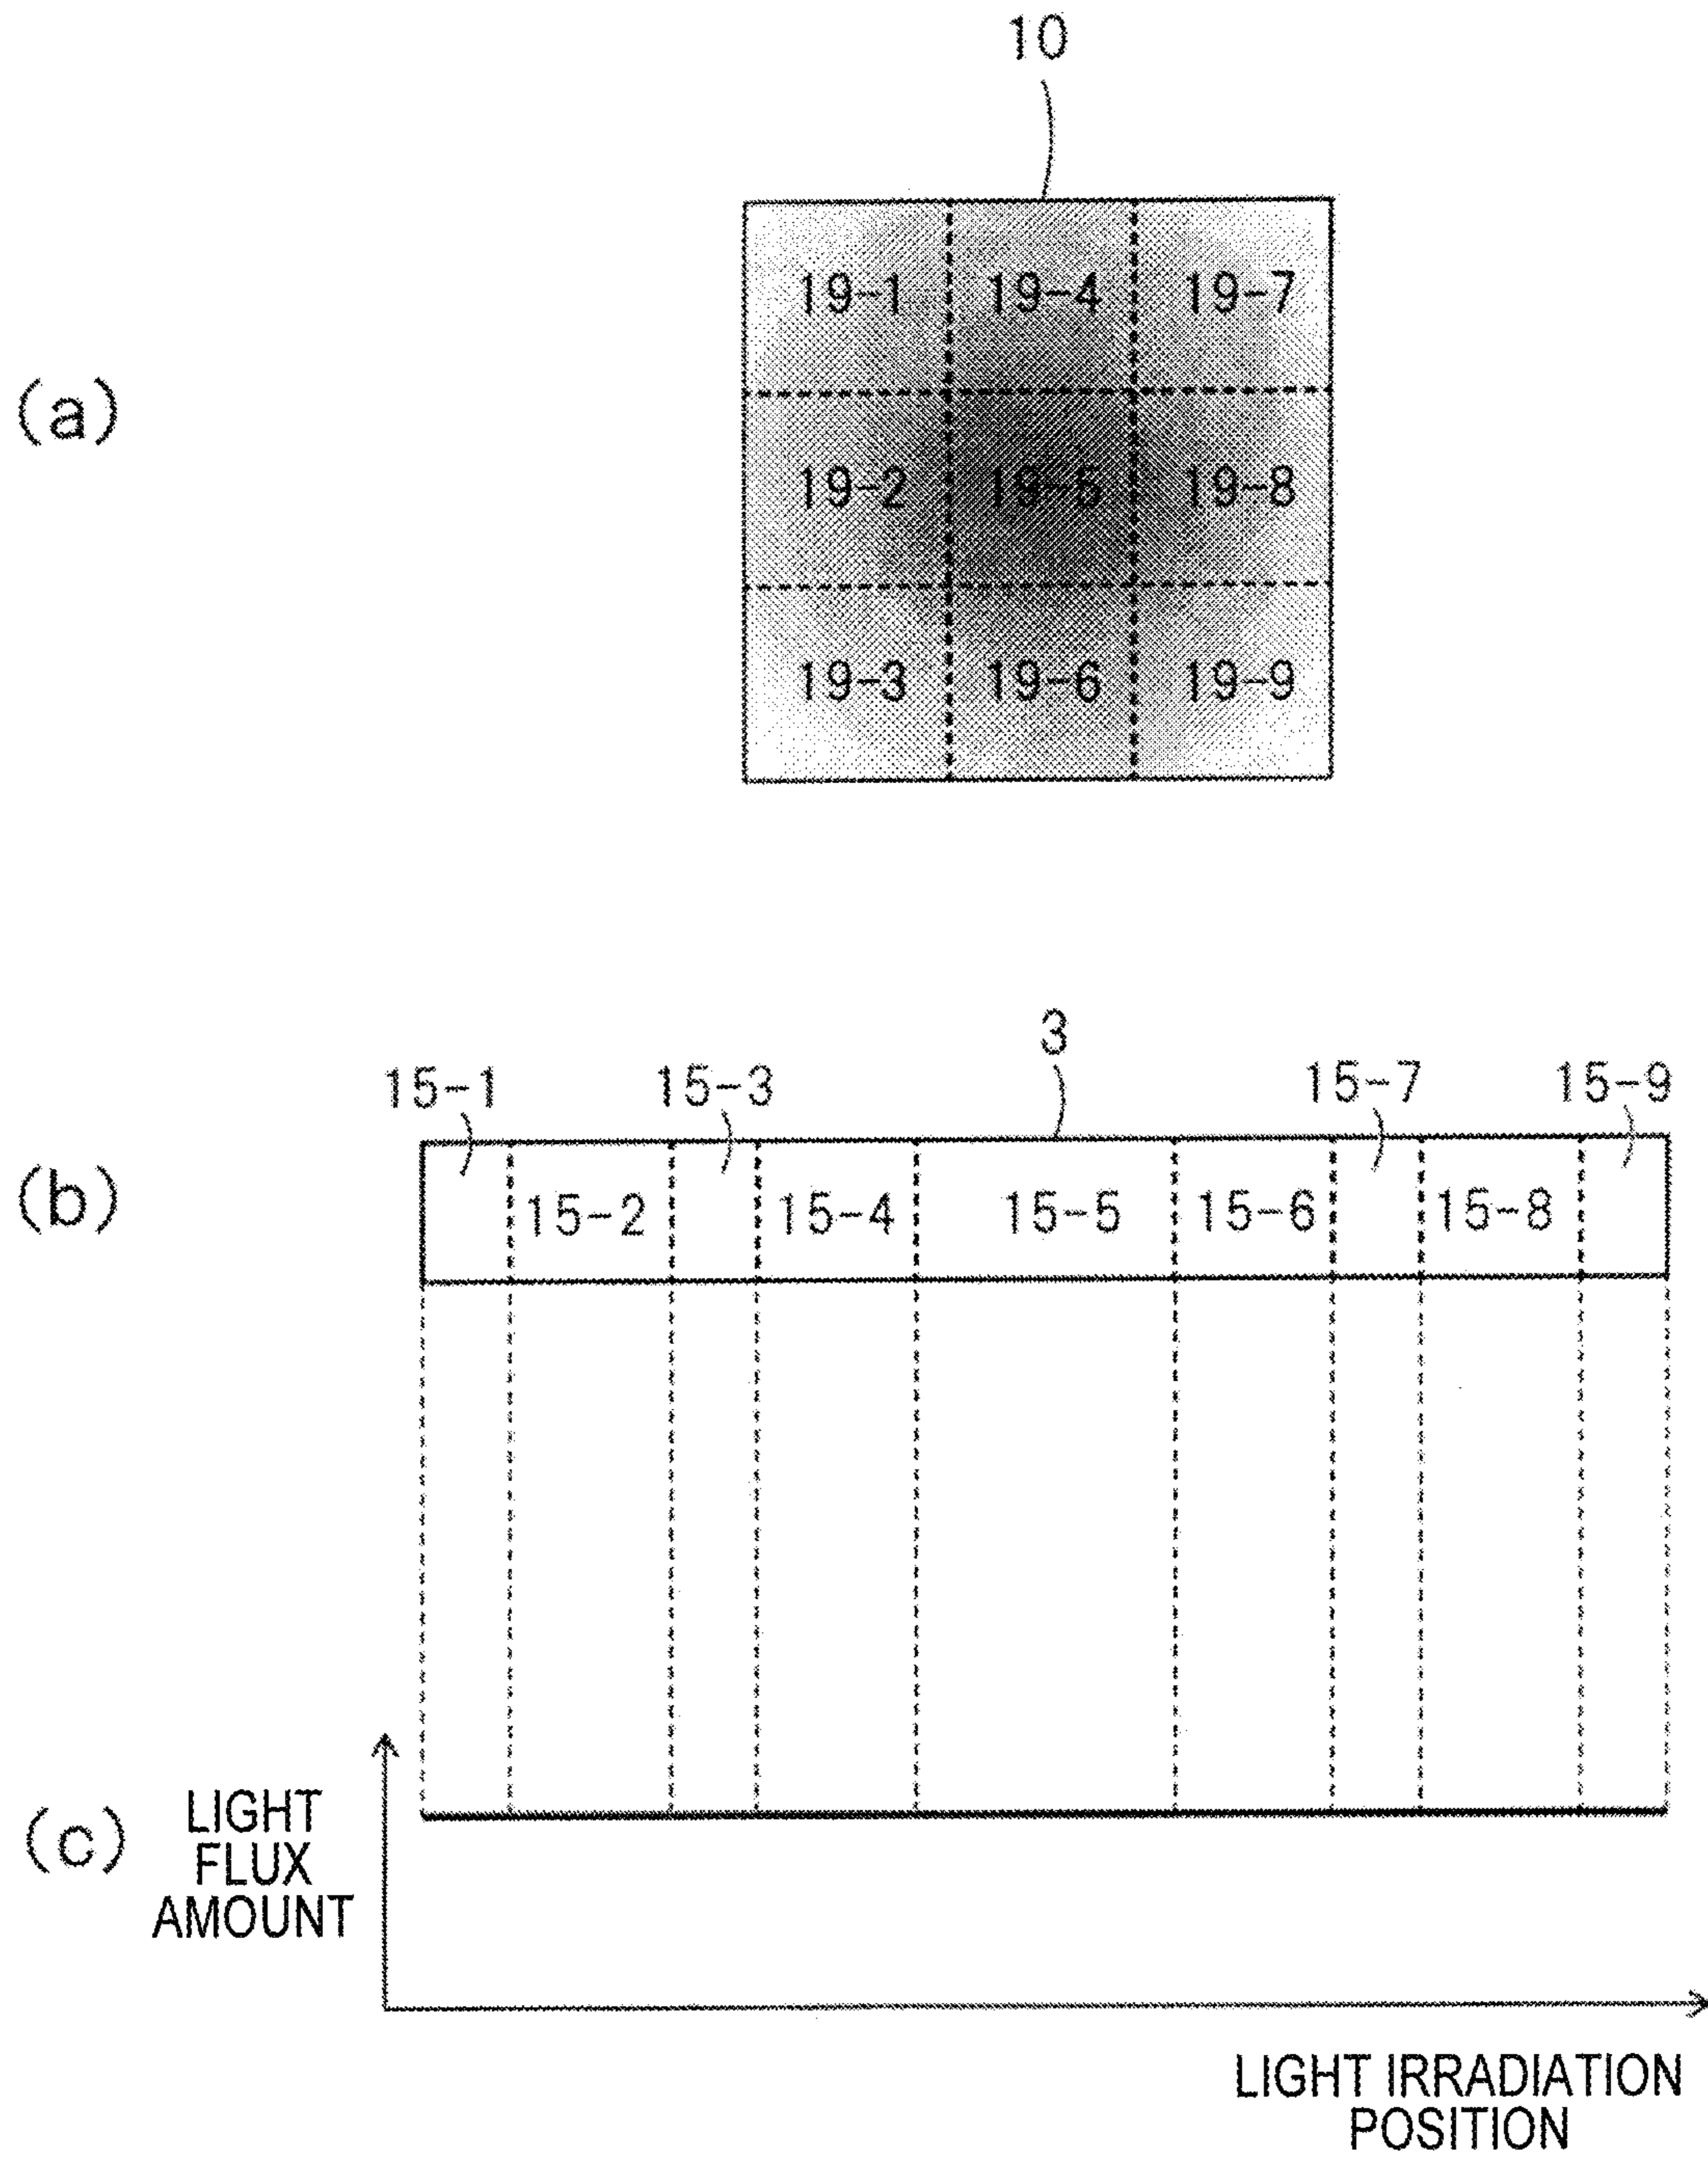 10
(a)
19-1 19-4 19-7
19-2 19-5 19-8
19-3 19-6 19-9
3
15-1 15-3 15-7 15-9
(b)
15-2 15-4 15-5 15-6 15-8
(c)
LIGHT
FLUX
AMOUNT
LIGHT IRRADIATION
POSITION